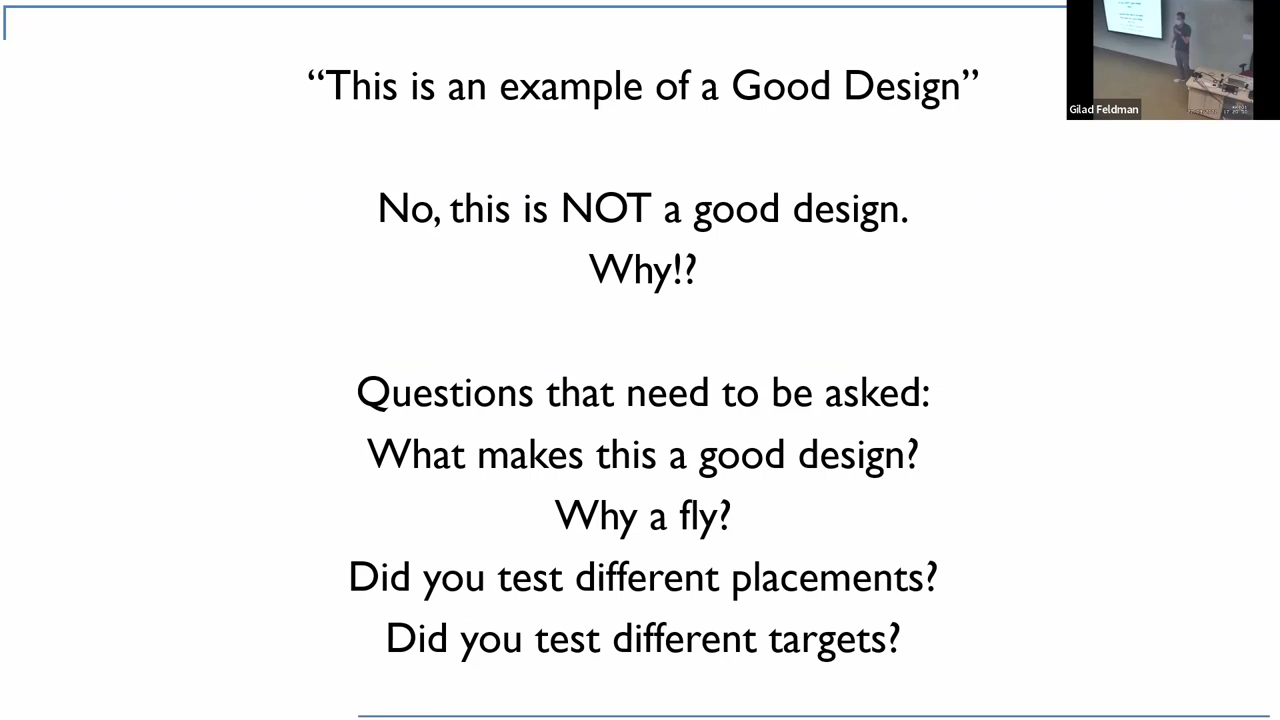 “This is an example of a Good Design”
No, this is NOT a good design.
Why!?
Questions that need to be asked:
What makes this a good design?
Why a fly?
Did you test different placements?
Did you test different targets?
Gilad Feldman